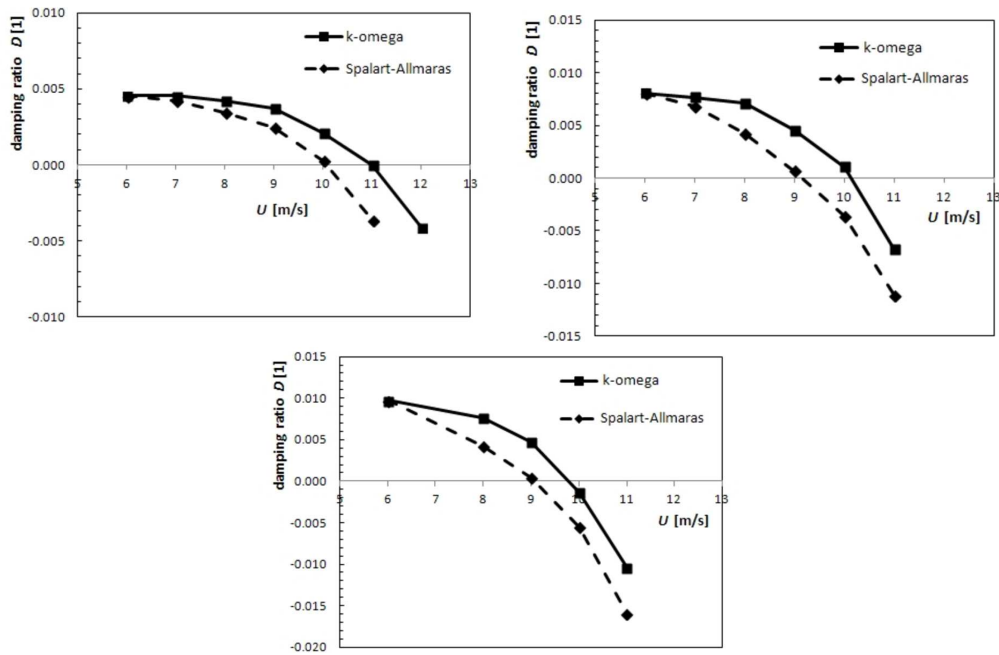 damping ratio D [1]
0.010
0.005
0.000
-0.005
-0.010
5 6 7 8 9 10 11 12 13
U [m/s]
k-omega
Spalart-Allmaras
damping ratio D [1]
0.015
0.010
0.005
0.000
-0.005
-0.010
-0.015
5 6 7 8 9 10 11 12 13
U [m/s]
k-omega
Spalart-Allmaras
damping ratio D [1]
0.015
0.010
0.005
0.000
-0.005
-0.010
-0.015
-0.020
5 6 7 8 9 10 11 12 13
U [m/s]
k-omega
Spalart-Allmaras